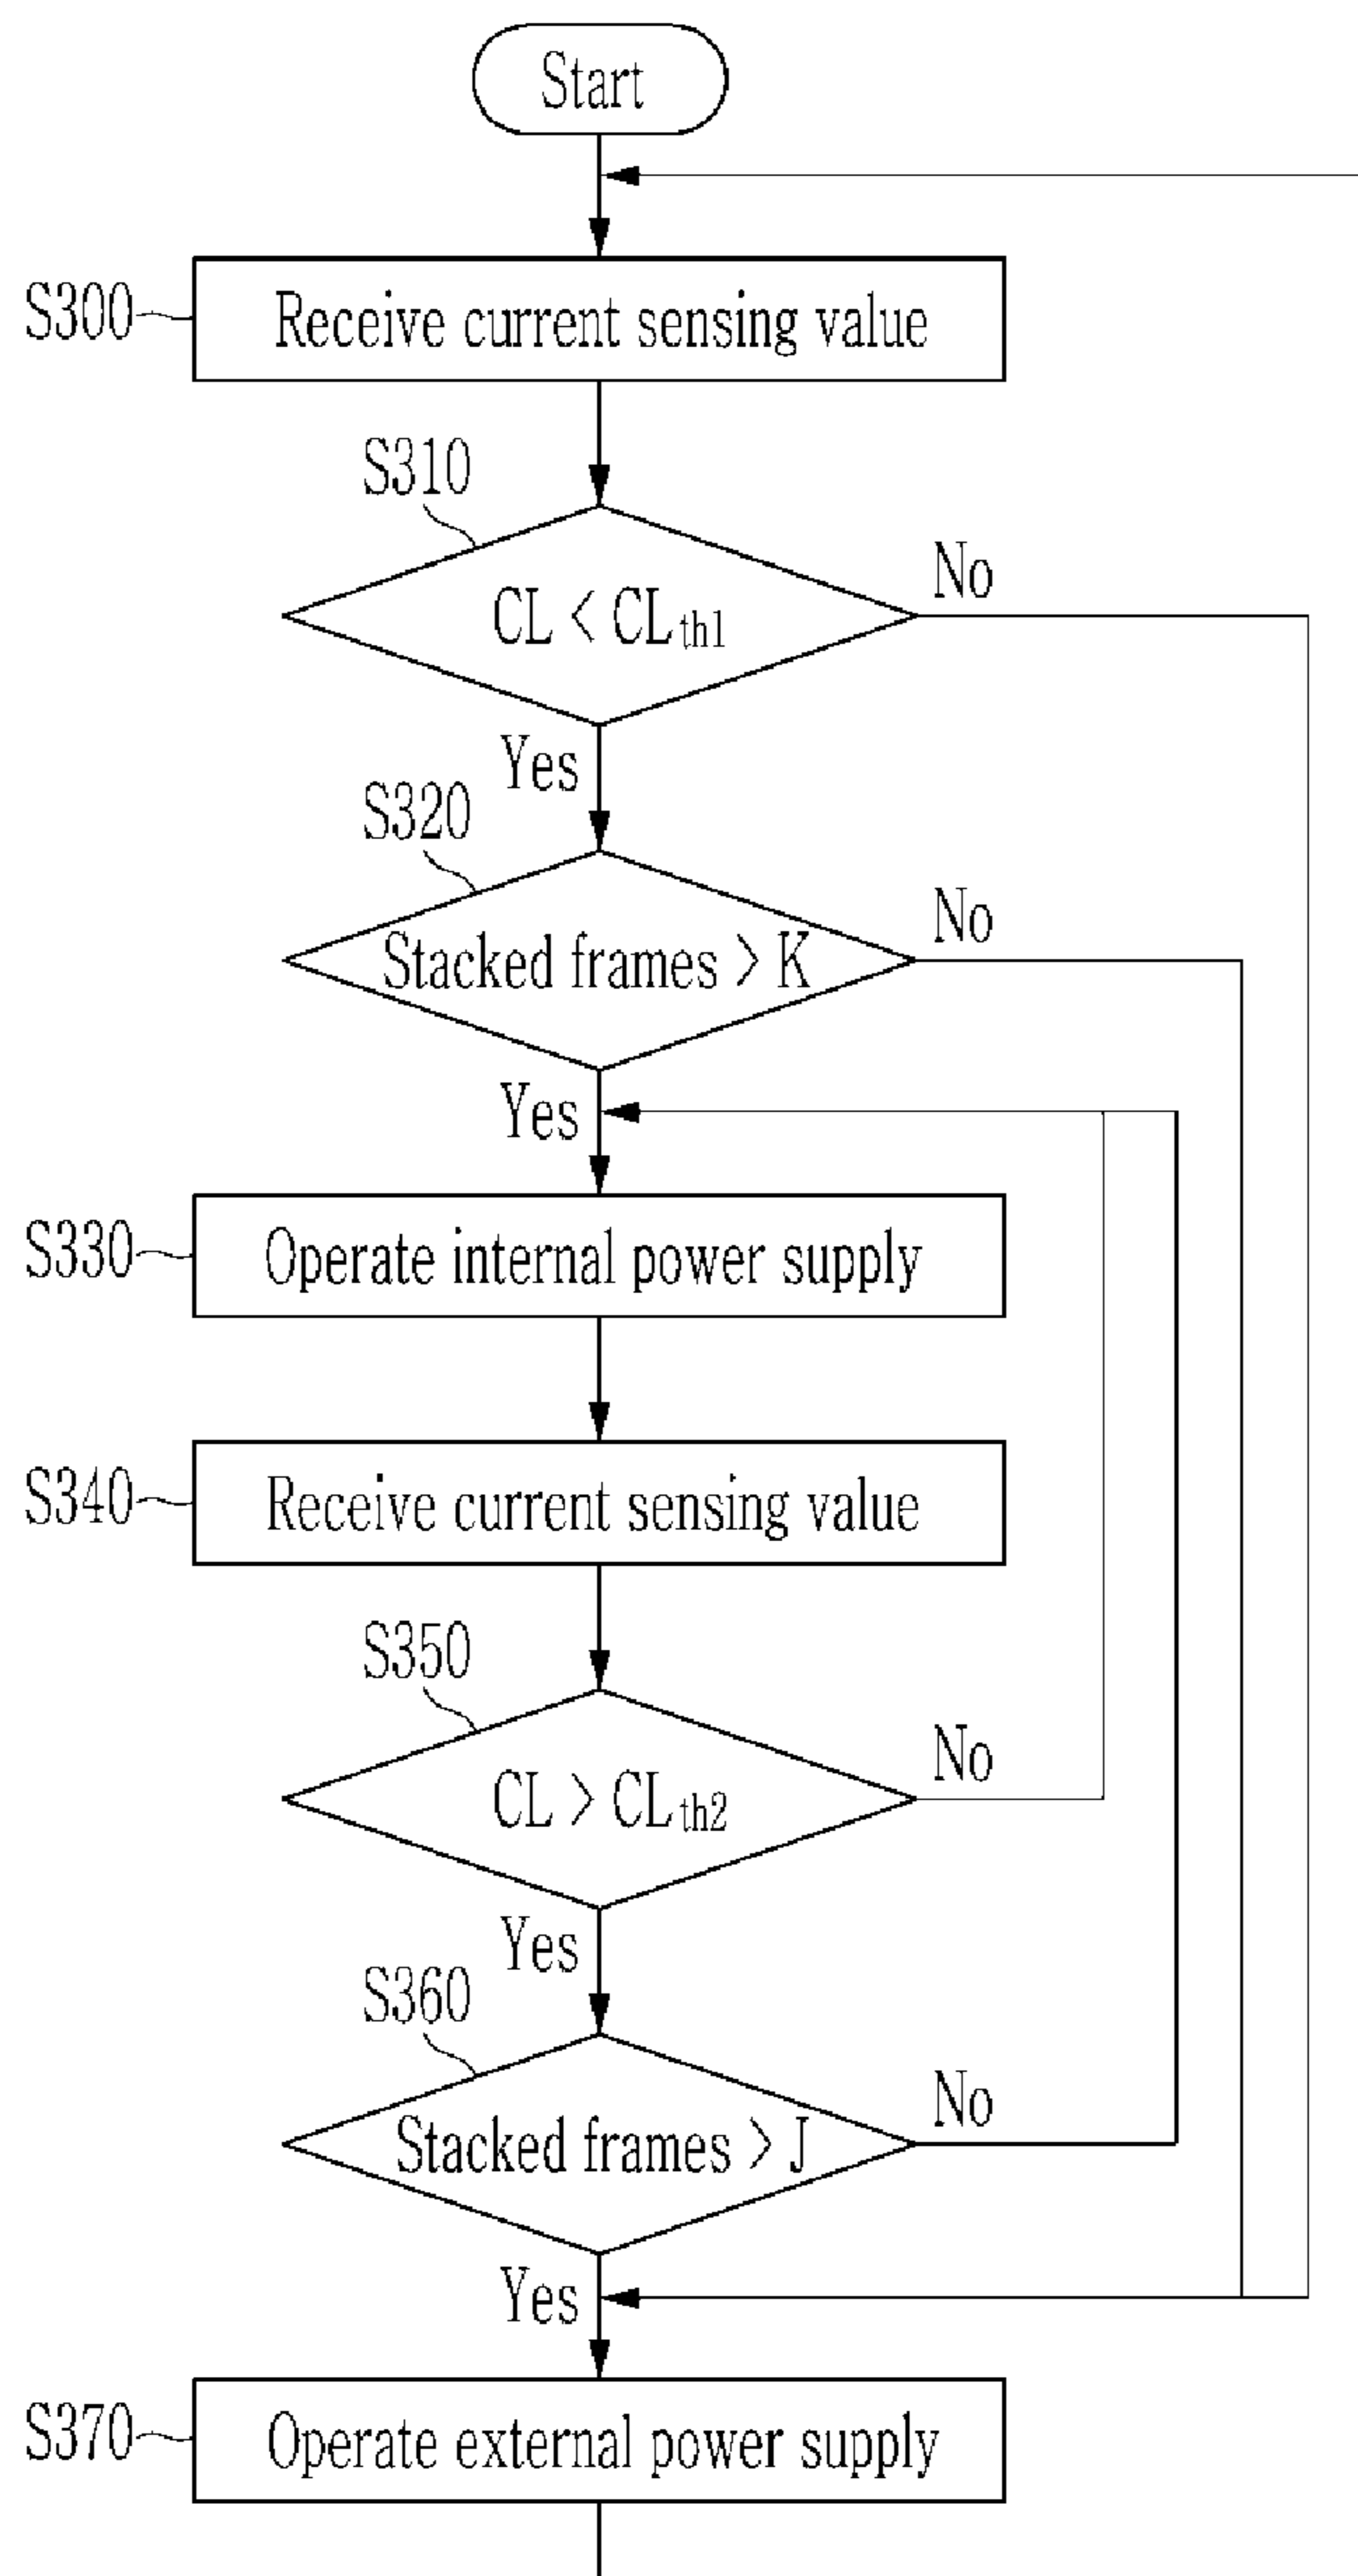 Start
S300
Receive current sensing value
S310
CL < CLth1
No
Yes
S320
Stacked frames > K
No
Yes
S330
Operate internal power supply
S340
Receive current sensing value
S350
CL > CLth2
No
Yes
S360
Stacked frames > J
No
Yes
S370
Operate external power supply